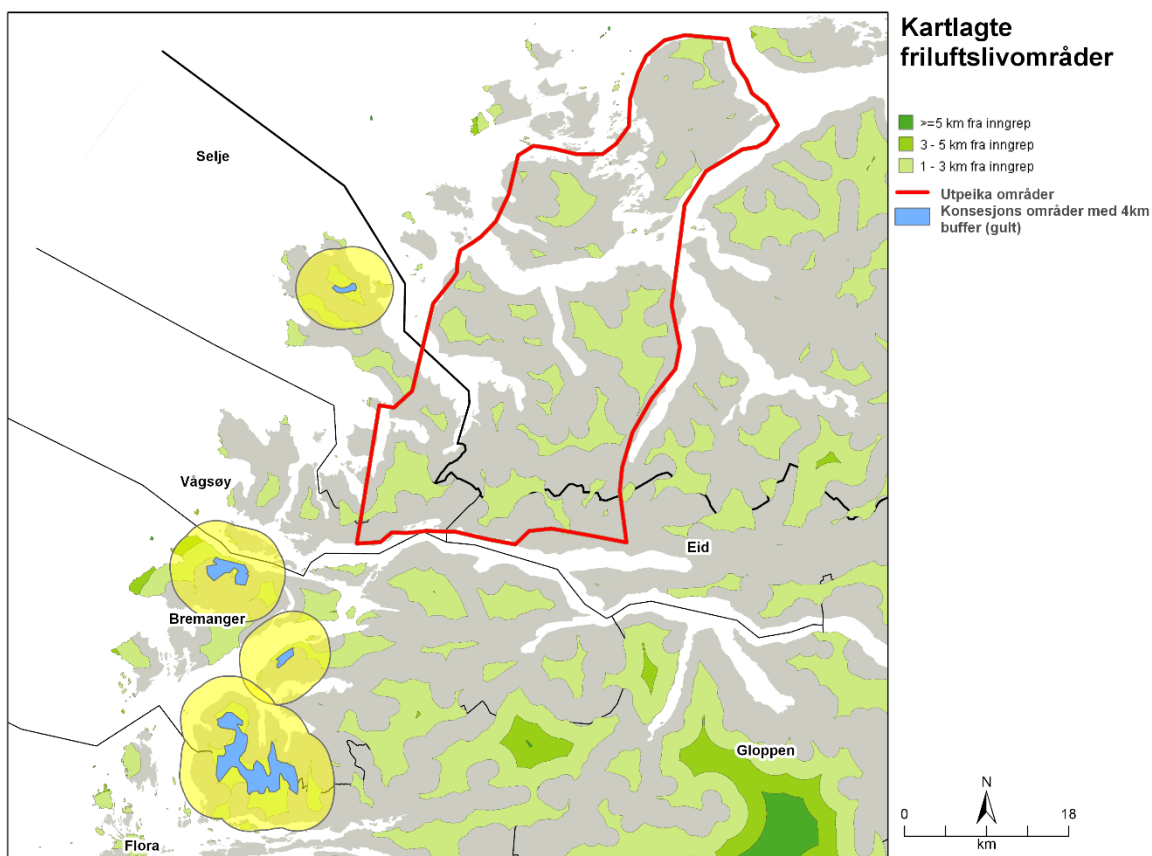 Kartlagte
friluftslivområder
>=5 km fra inngrep
3 - 5 km fra inngrep
1 - 3 km fra inngrep
Utpeika områder
Konsesjons områder med 4km
buffer (gult)
Selje
Vågsøy
Eid
Bremanger
Gloppen
Flora
N
0 18
km